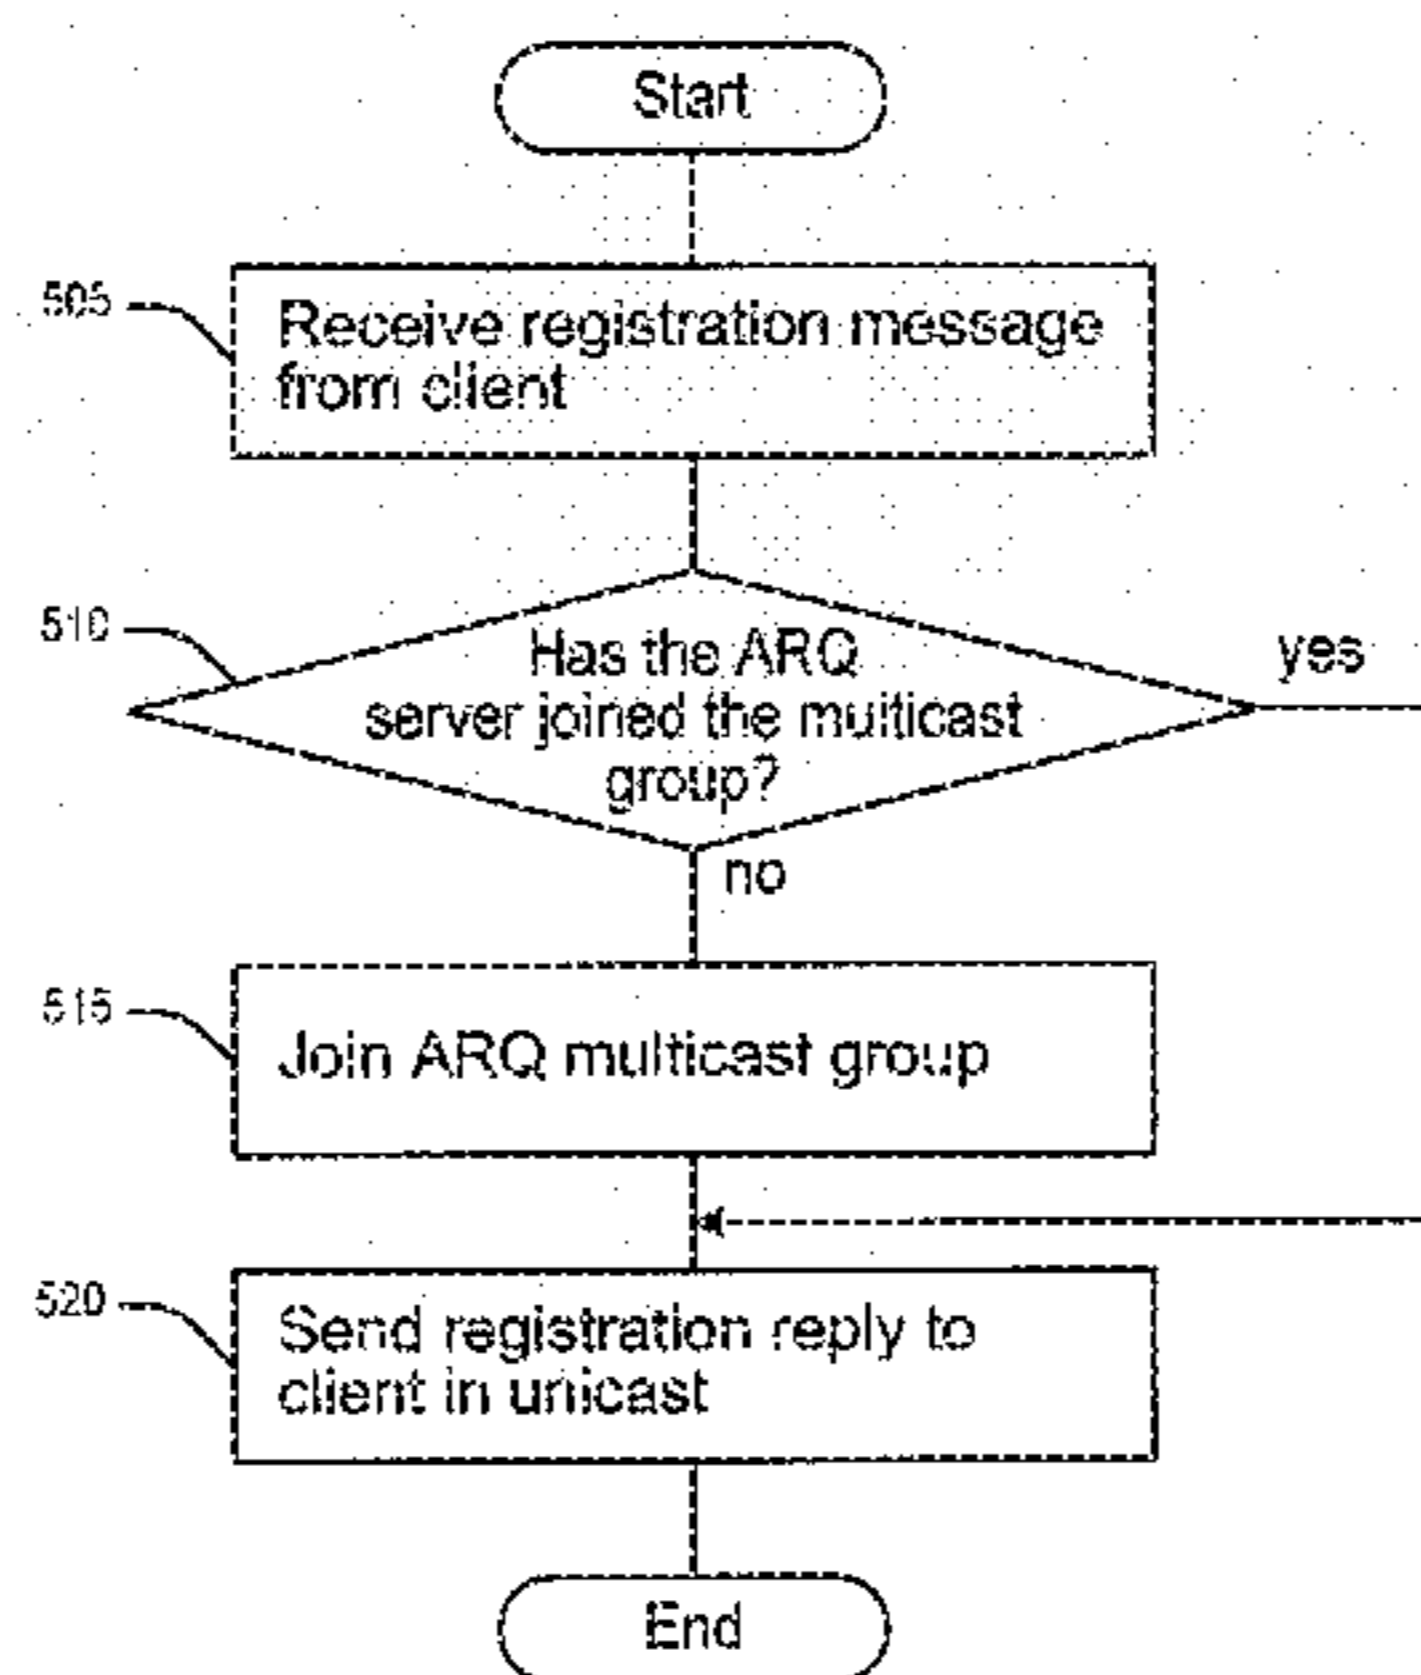 Start
505
Receive registration message
from client
510
Has the ARQ
server joined the multicast
group?
yes
no
515
Join ARQ multicast group
520
Send registration reply to
client in unicast
End